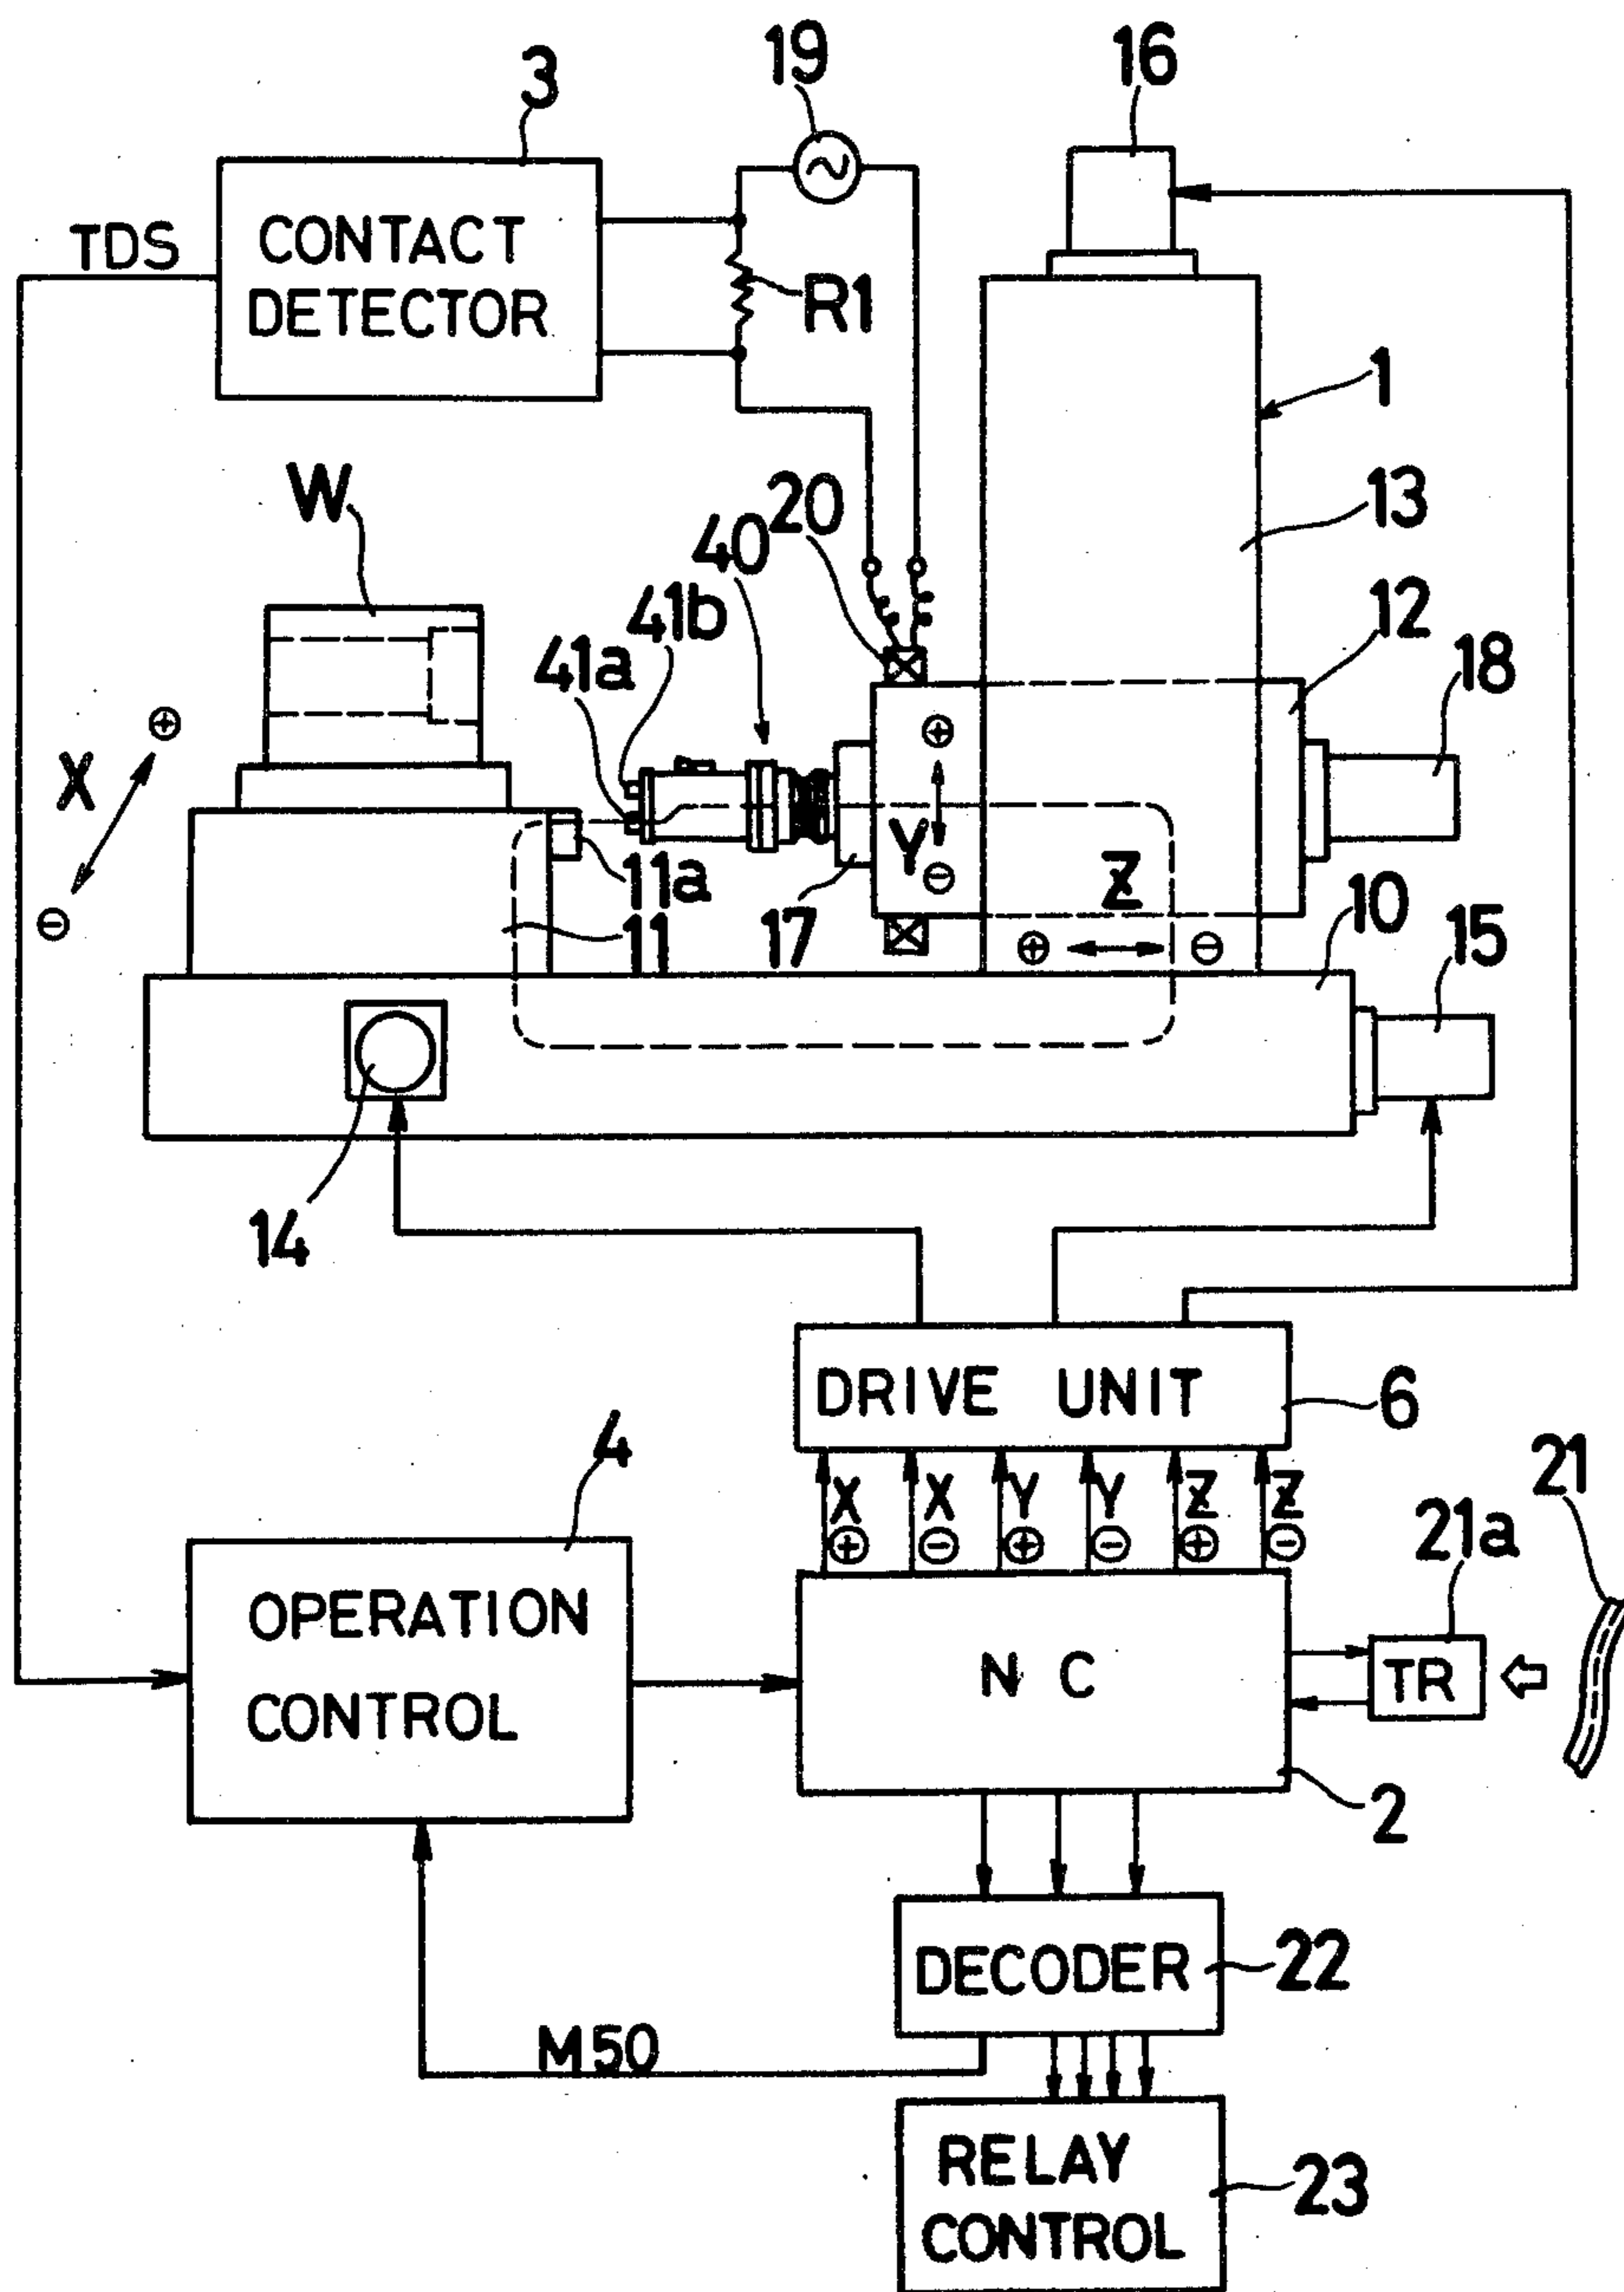 19
16
3
TDS
CONTACT
DETECTOR
R1
1
W
20
40
13
41b
12
41a
18
⊕
X
⊖
⊕
Y
⊖
11a
Z
10
17
11
⊕
⊖
15
14
DRIVE UNIT
6
4
21
X X Y Y Z Z
⊕ ⊖ ⊕ ⊖ ⊕ ⊖
21a
OPERATION
CONTROL
N C
TR
2
DECODER
22
M50
RELAY
CONTROL
23